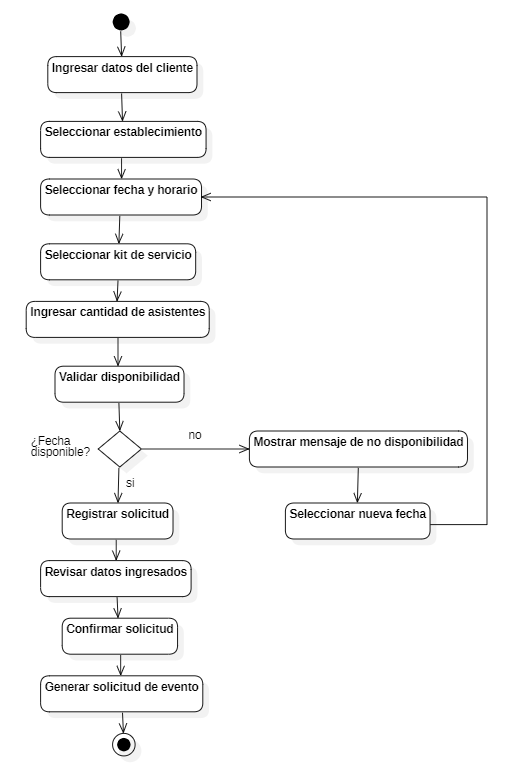 Ingresar datos del cliente
Seleccionar establecimiento
Seleccionar fecha y horario
Seleccionar kit de servicio
Ingresar cantidad de asistentes
Validar disponibilidad
¿Fecha
disponible?
no
Mostrar mensaje de no disponibilidad
si
Registrar solicitud
Seleccionar nueva fecha
Revisar datos ingresados
Confirmar solicitud
Generar solicitud de evento